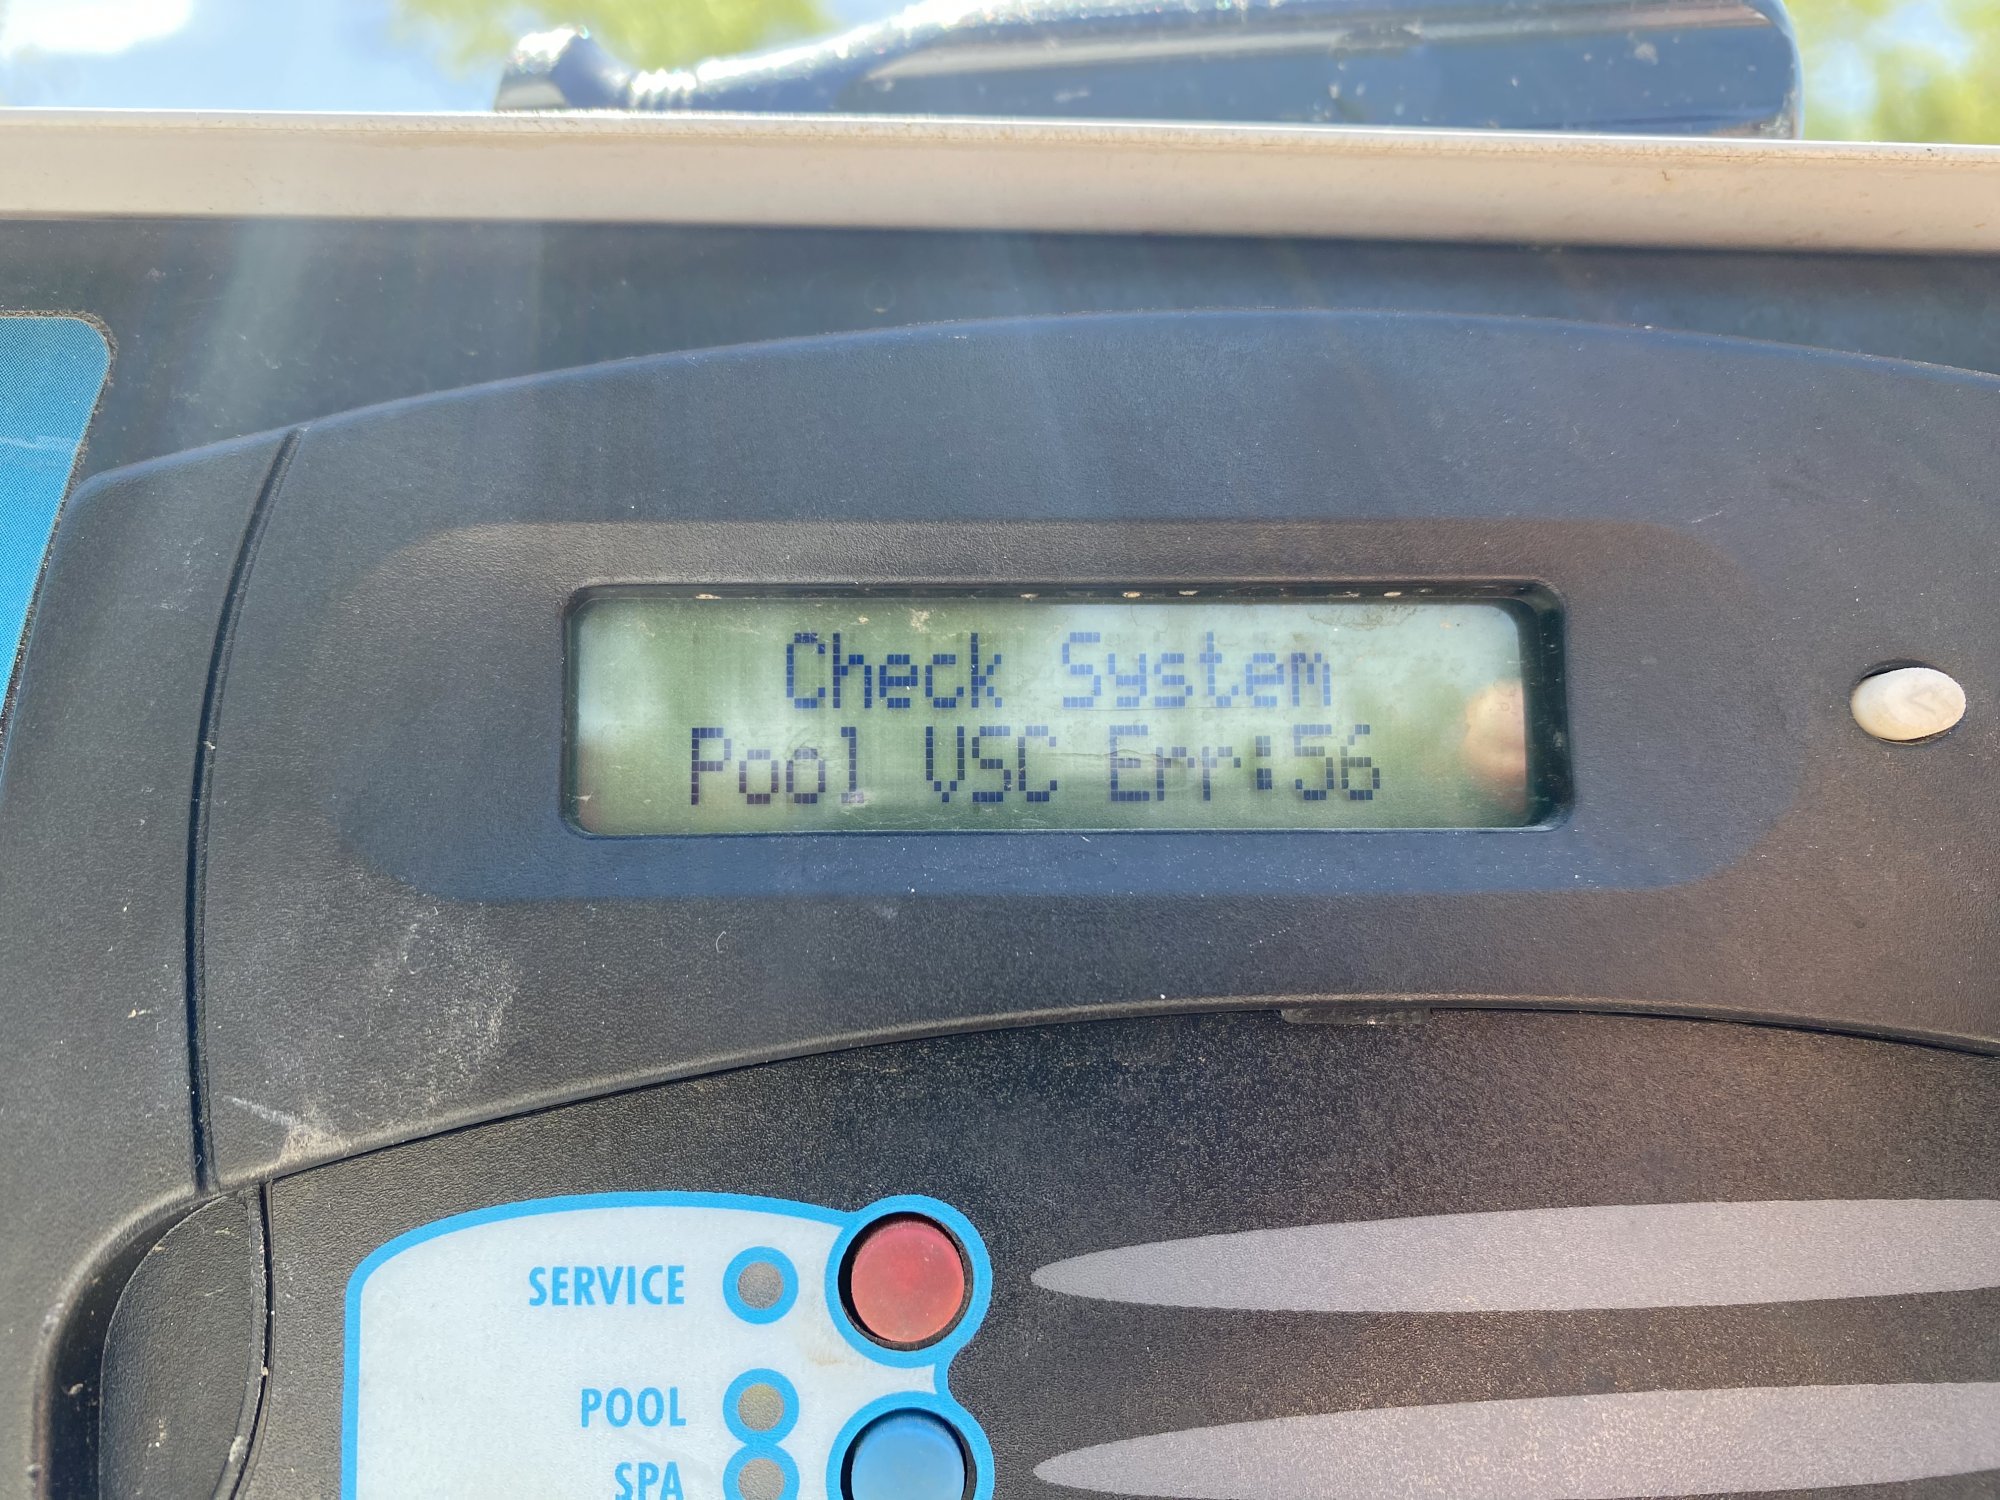 Check System
Pool VSC Err:56
SERVICE
POOL
SPA